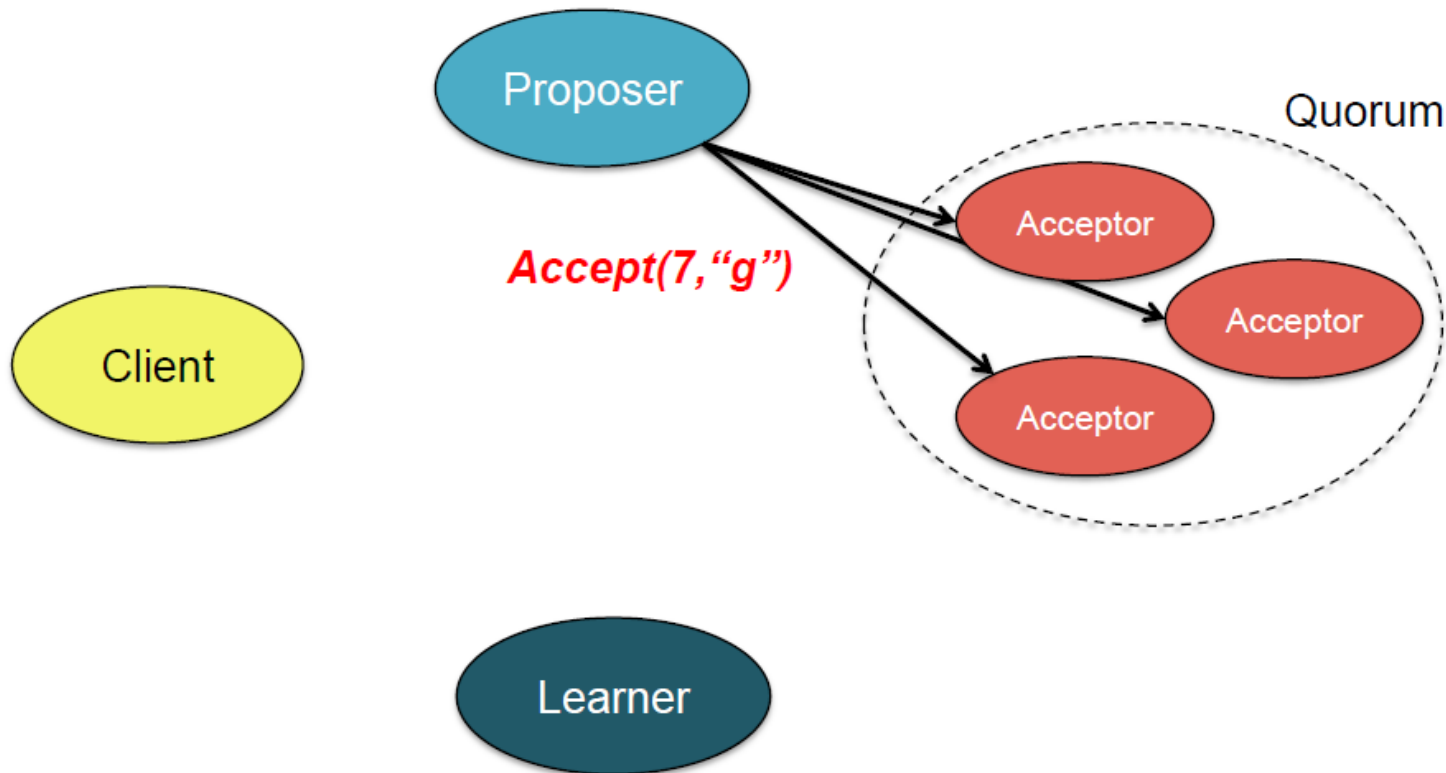 Proposer
Quorum
Acceptor
Accept(7,“g”)
Acceptor
Client
Acceptor
Learner